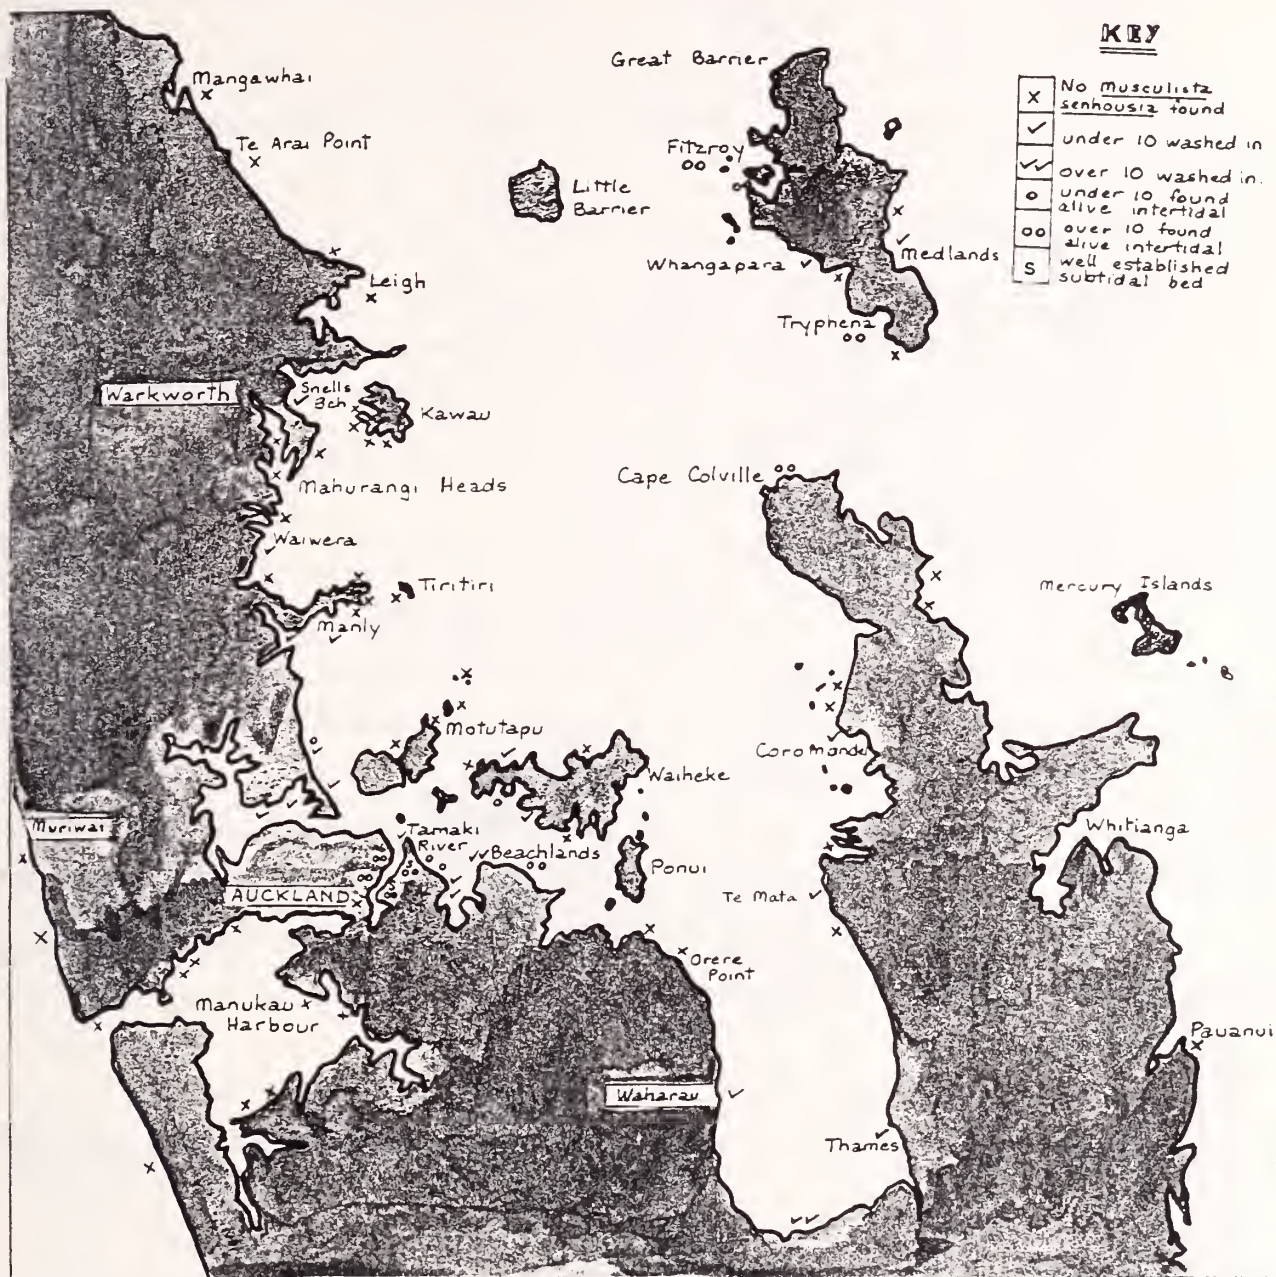 KEY
x No Musculista
senhousia found
✓ under 10 washed in
✓✓ over 10 washed in.
o under 10 found
alive intertidal
oo over 10 found
alive intertidal
S well established
subtidal bed
Mangawhai
Te Arai Point
Leigh
Great Barrier
Fitzroy
Little
Barrier
Whangapara
Medlands
Tryphena
Warkworth
Snells
Bch
Kawau
Mahurangi Heads
Cape Colville
Waiwera
Tiritiri
Manly
Mercury Islands
Motutapu
Waiheke
Coromandel
Muriwai
Tamaki
River
Beachlands
Ponui
Whitianga
AUCKLAND
Te Mata
Orere
Point
Manukau
Harbour
Pauanui
Waharau
Thames